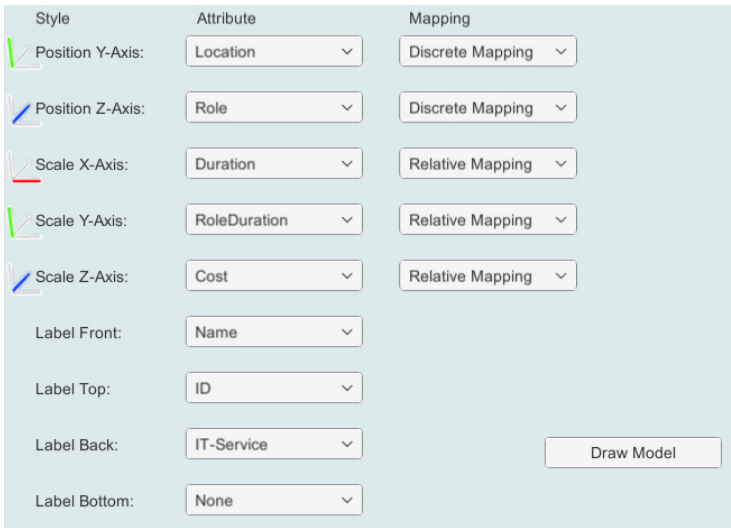 Style Attribute Mapping
Position Y-Axis: Location Discrete Mapping
Position Z-Axis: Role Discrete Mapping
Scale X-Axis: Duration Relative Mapping
Scale Y-Axis: RoleDuration Relative Mapping
Scale Z-Axis: Cost Relative Mapping
Label Front: Name
Label Top: ID
Label Back: IT-Service
Draw Model
Label Bottom: None